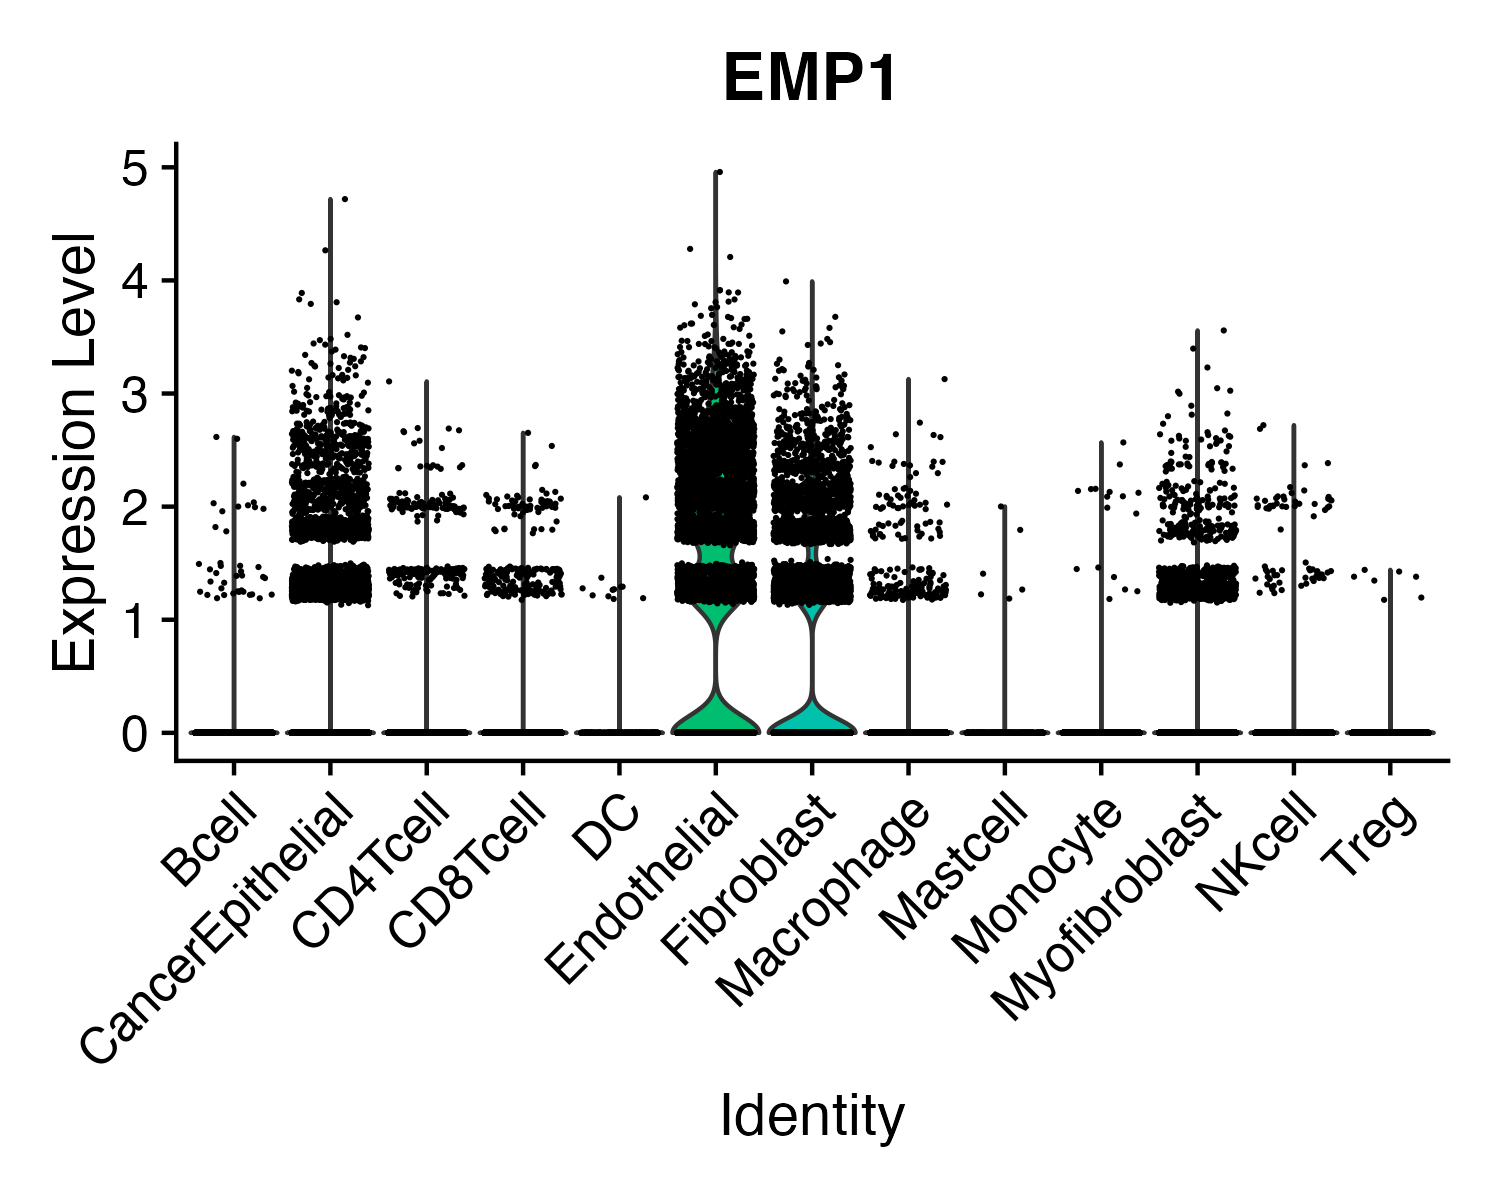 EMP1
Expression Level
5
4
3
2
1
0
Bcell
CancerEpithelial
CD4Tcell
CD8Tcell
DC
Endothelial
Fibroblast
Macrophage
Mastcell
Monocyte
Myofibroblast
NKcell
Treg
Identity